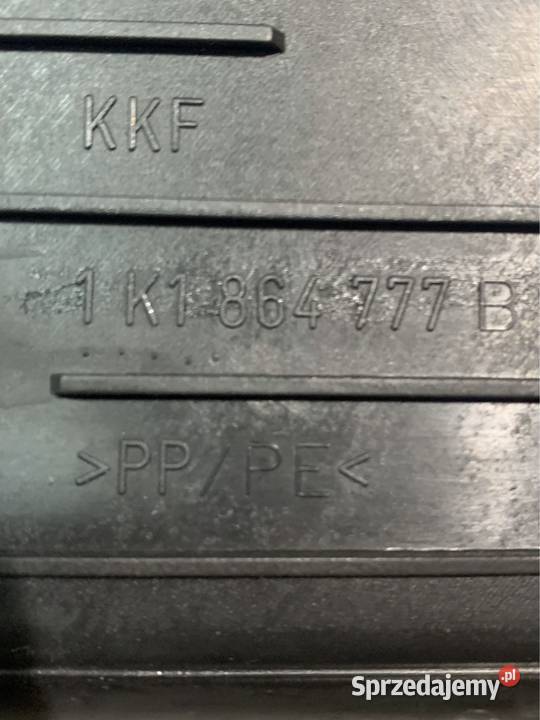 KKF
1 K1 864 777 B
>PP/PE<
Sprzedajemy.pl